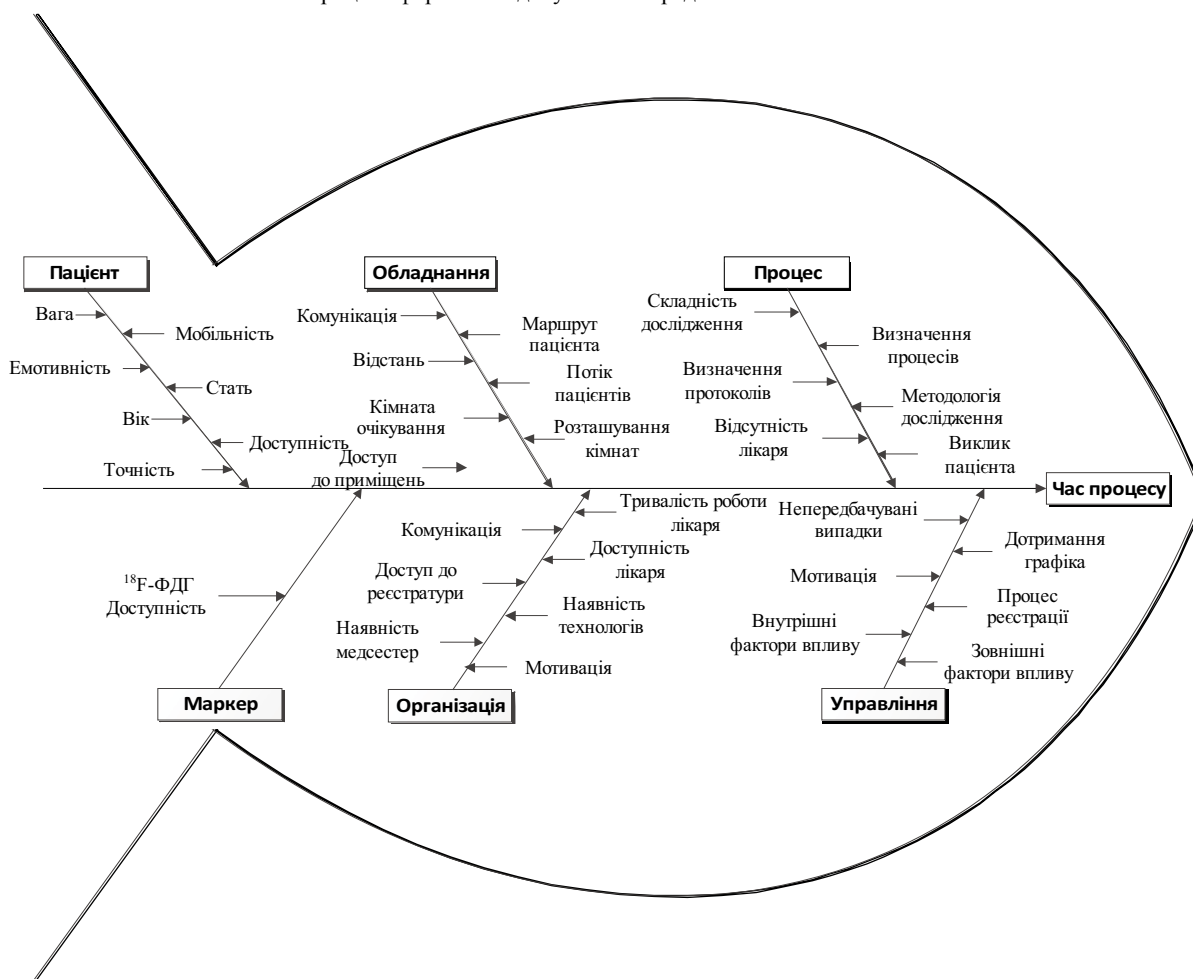 Пацієнт
Обладнання
Процес
Вага
Мобільність
Емотивність
Стать
Вік
Доступність
Точність
Комунікація
Маршрут
пацієнта
Відстань
Потік
пацієнтів
Кімната
очікування
Розташування
кімнат
Доступ
до приміщень
Складність
дослідження
Визначення
процесів
Визначення
протоколів
Методологія
дослідження
Відсутність
лікаря
Виклик
пацієнта
Час процесу
¹⁸F-ФДГ
Доступність
Тривалість роботи
лікаря
Комунікація
Доступність
лікаря
Доступ до
реєстратури
Наявність
технологів
Наявність
медсестер
Мотивація
Непередбачувані
випадки
Дотримання
графіка
Мотивація
Процес
реєстрації
Внутрішні
фактори впливу
Зовнішні
фактори впливу
Маркер
Організація
Управління